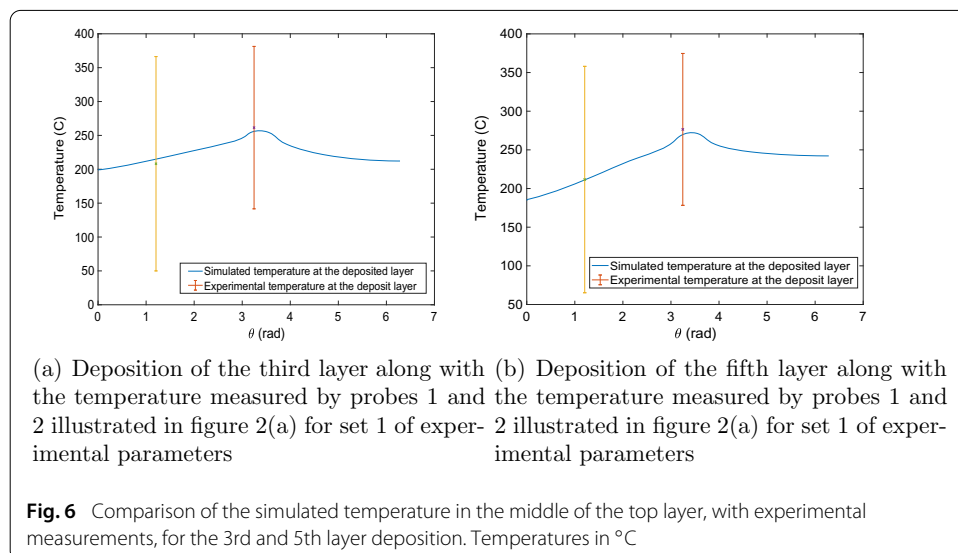 400
350
300
250
200
150
100
50
0
Temperature (C)
0 1 2 3 4 5 6 7
θ (rad)
Simulated temperature at the deposited layer
Experimental temperature at the deposit layer
400
350
300
250
200
150
100
50
Temperature (C)
0 1 2 3 4 5 6 7
θ (rad)
Simulated temperature at the deposited layer
Experimental temperature at the deposit layer
(a) Deposition of the third layer along with
the temperature measured by probes 1 and
2 illustrated in figure 2(a) for set 1 of exper-
imental parameters
(b) Deposition of the fifth layer along with
the temperature measured by probes 1 and
2 illustrated in figure 2(a) for set 1 of exper-
imental parameters
Fig. 6 Comparison of the simulated temperature in the middle of the top layer, with experimental
measurements, for the 3rd and 5th layer deposition. Temperatures in °C